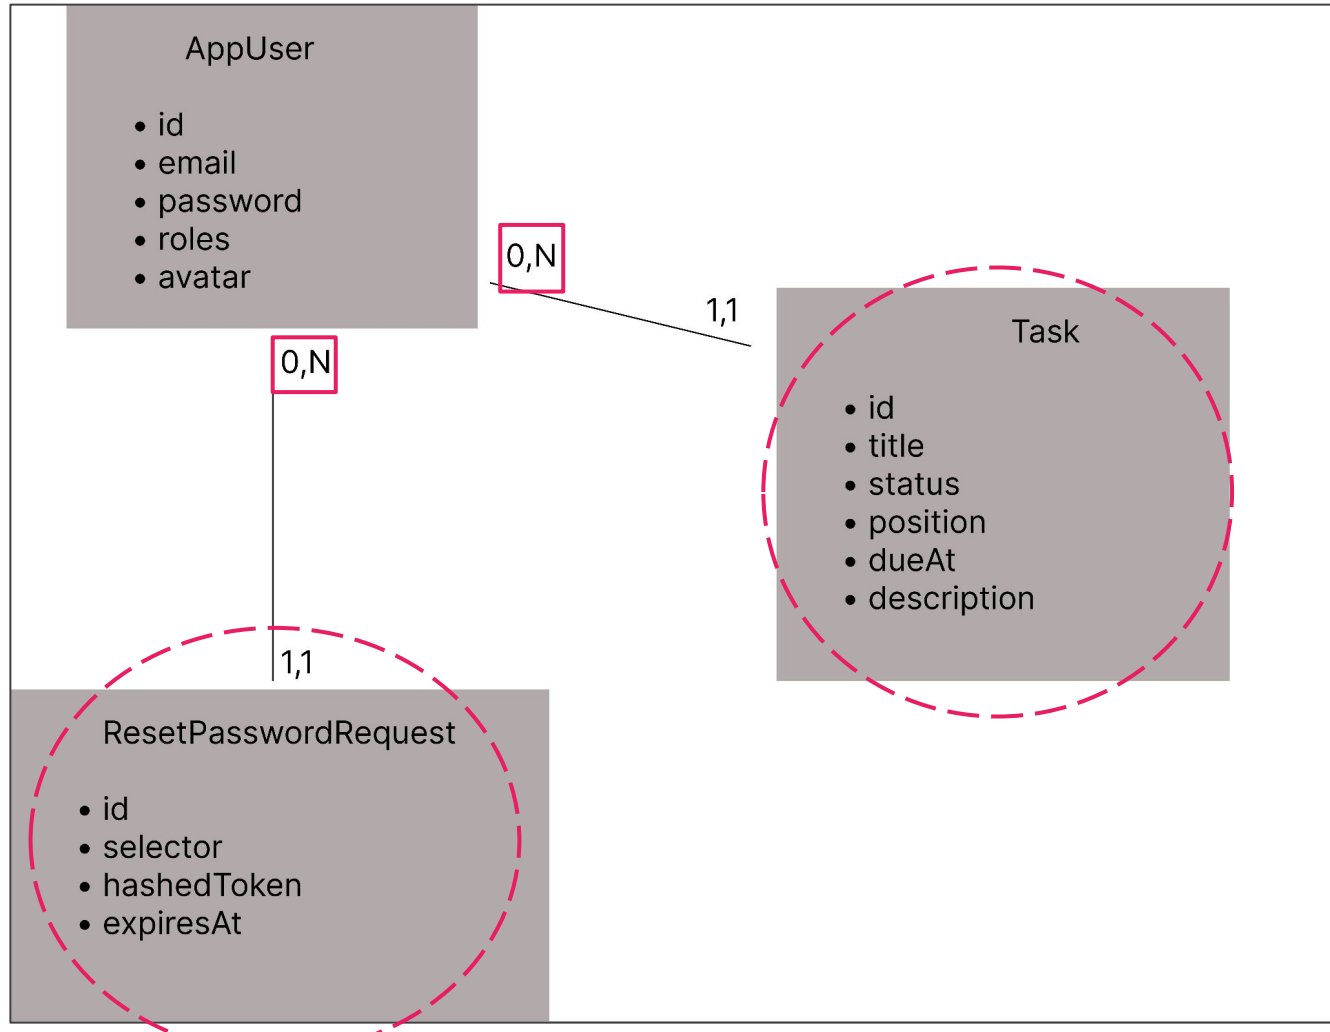 AppUser
• id
• email
• password
• roles
• avatar
0,N
1,1
0,N
Task
• id
• title
• status
• position
• dueAt
• description
1,1
ResetPasswordRequest
• id
• selector
• hashedToken
• expiresAt